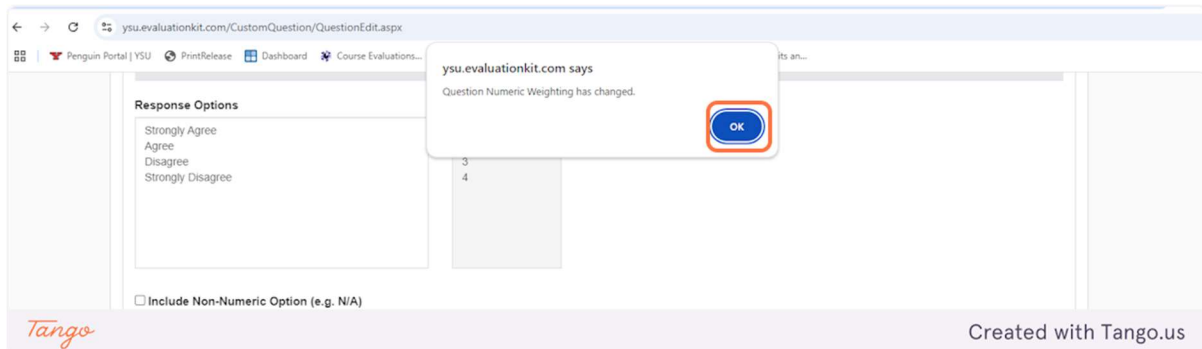 ysu.evaluationkit.com/CustomQuestion/QuestionEdit.aspx
Penguin Portal | YSU PrintRelease Dashboard Course Evaluations... an...
ysu.evaluationkit.com says
Question Numeric Weighting has changed.
OK
Response Options
Strongly Agree
Agree
Disagree 3
Strongly Disagree 4
Include Non-Numeric Option (e.g. N/A)
Tango Created with Tango.us